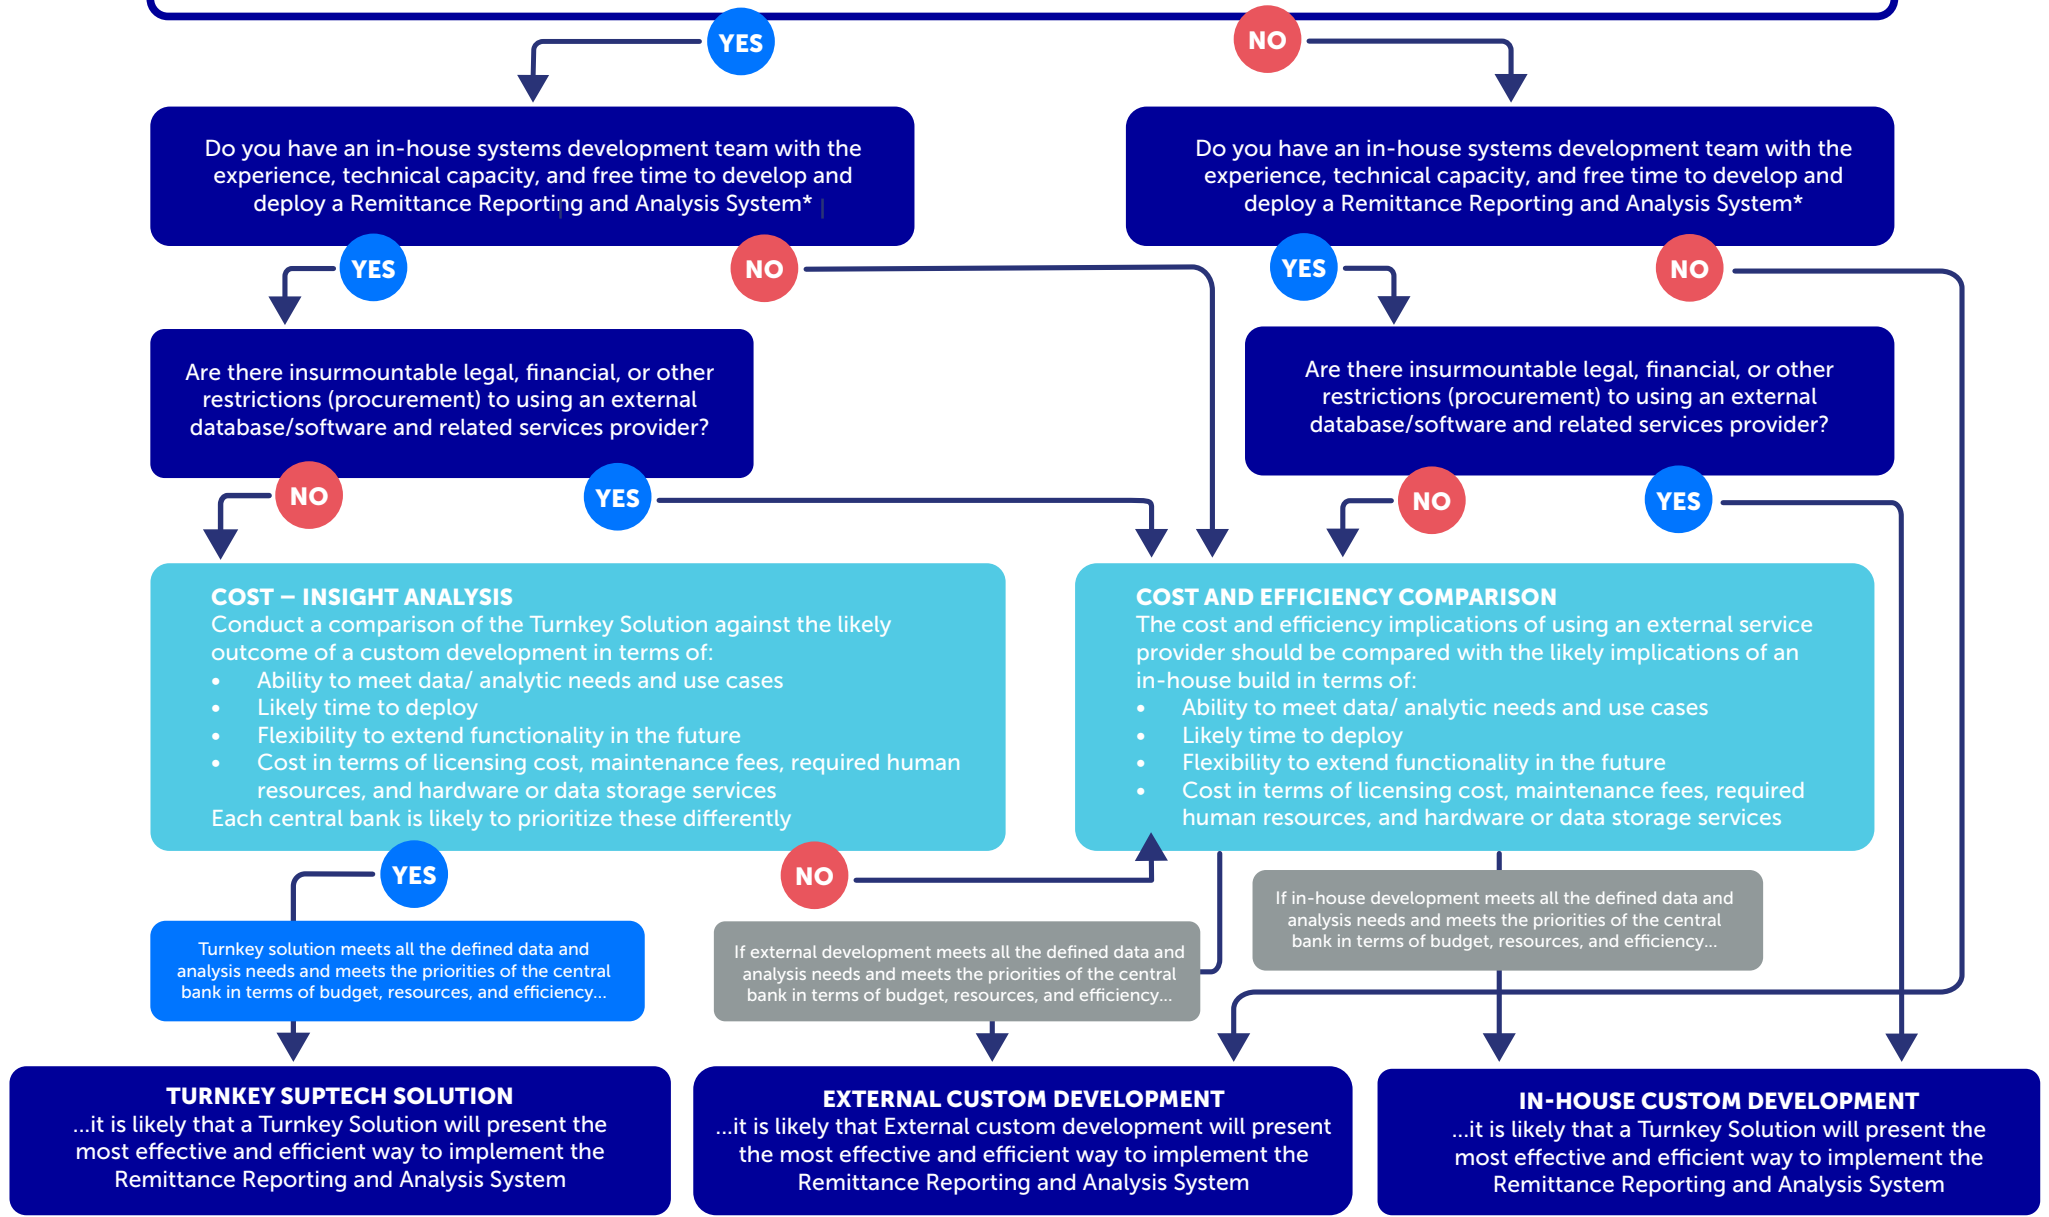 YES
NO
Do you have an in-house systems development team with the
experience, technical capacity, and free time to develop and
deploy a Remittance Reporting and Analysis System*
Do you have an in-house systems development team with the
experience, technical capacity, and free time to develop and
deploy a Remittance Reporting and Analysis System*
YES
NO
YES
NO
Are there insurmountable legal, financial, or other
restrictions (procurement) to using an external
database/software and related services provider?
Are there insurmountable legal, financial, or other
restrictions (procurement) to using an external
database/software and related services provider?
NO
YES
NO
YES
COST – INSIGHT ANALYSIS
Conduct a comparison of the Turnkey Solution against the likely
outcome of a custom development in terms of:
• Ability to meet data/ analytic needs and use cases
• Likely time to deploy
• Flexibility to extend functionality in the future
• Cost in terms of licensing cost, maintenance fees, required human
resources, and hardware or data storage services
Each central bank is likely to prioritize these differently
COST AND EFFICIENCY COMPARISON
The cost and efficiency implications of using an external service
provider should be compared with the likely implications of an
in-house build in terms of:
• Ability to meet data/ analytic needs and use cases
• Likely time to deploy
• Flexibility to extend functionality in the future
• Cost in terms of licensing cost, maintenance fees, required
human resources, and hardware or data storage services
YES
NO
Turnkey solution meets all the defined data and
analysis needs and meets the priorities of the central
bank in terms of budget, resources, and efficiency...
If external development meets all the defined data and
analysis needs and meets the priorities of the central
bank in terms of budget, resources, and efficiency...
If in-house development meets all the defined data and
analysis needs and meets the priorities of the central
bank in terms of budget, resources, and efficiency...
TURNKEY SUPTECH SOLUTION
...it is likely that a Turnkey Solution will present the
most effective and efficient way to implement the
Remittance Reporting and Analysis System
EXTERNAL CUSTOM DEVELOPMENT
...it is likely that External custom development will present
the most effective and efficient way to implement the
Remittance Reporting and Analysis System
IN-HOUSE CUSTOM DEVELOPMENT
...it is likely that a Turnkey Solution will present the
most effective and efficient way to implement the
Remittance Reporting and Analysis System